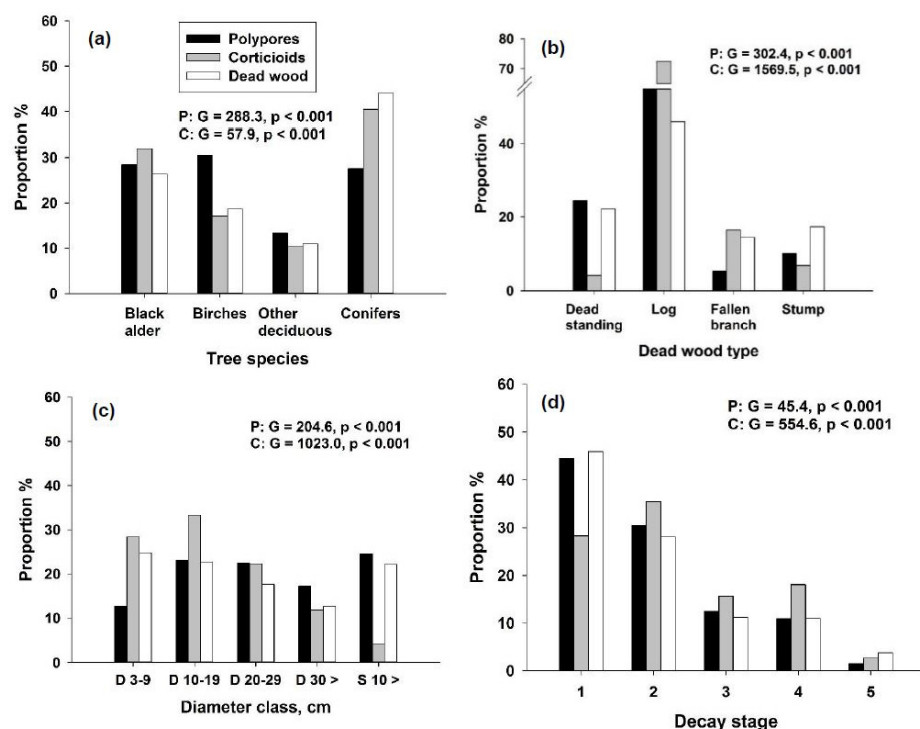 (a)
Polypores
Corticioids
Dead wood
P: G = 288.3, p < 0.001
C: G = 57.9, p < 0.001
Proportion %
60
50
40
30
20
10
0
Black alder
Birches
Other deciduous
Conifers
Tree species
(b)
P: G = 302.4, p < 0.001
C: G = 1569.5, p < 0.001
Proportion %
80
70
40
20
0
Dead standing
Log
Fallen branch
Stump
Dead wood type
(c)
P: G = 204.6, p < 0.001
C: G = 1023.0, p < 0.001
Proportion %
60
50
40
30
20
10
0
D 3-9
D 10-19
D 20-29
D 30 >
S 10 >
Diameter class, cm
(d)
P: G = 45.4, p < 0.001
C: G = 554.6, p < 0.001
Proportion %
60
50
40
30
20
10
0
1
2
3
4
5
Decay stage